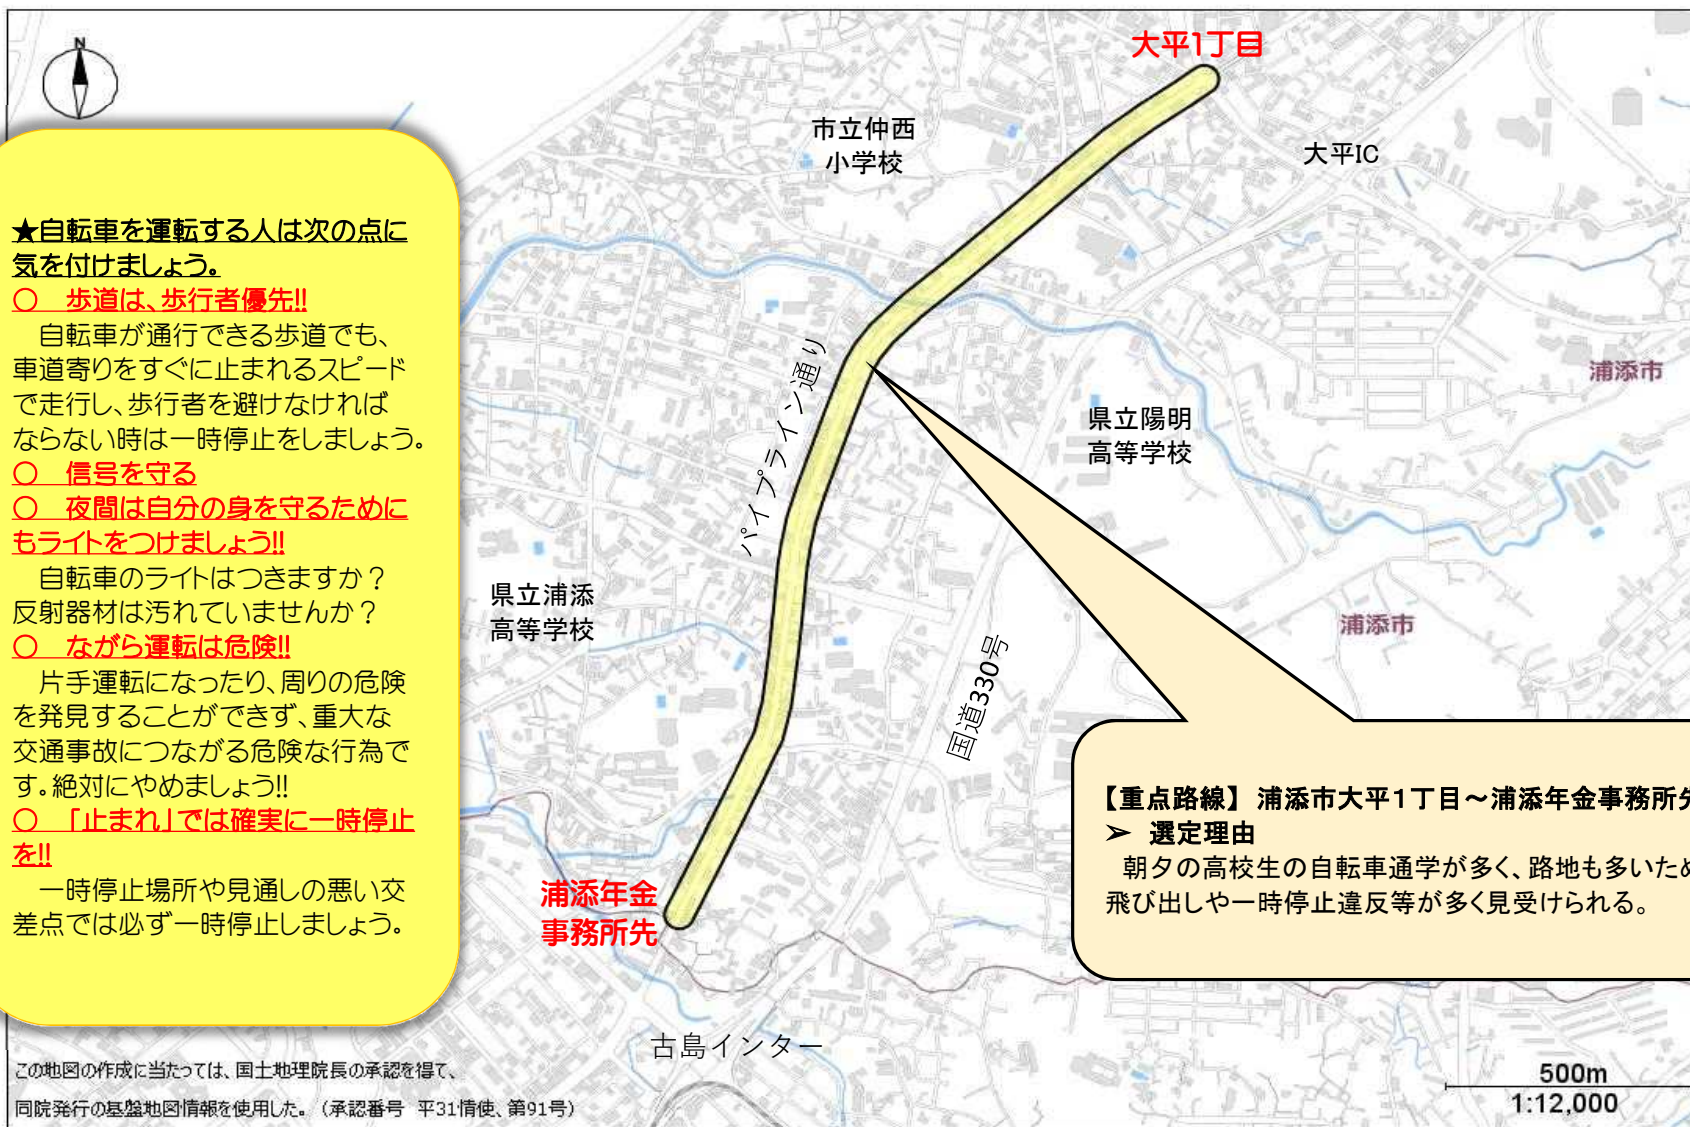 N
大平1丁目
市立仲西
小学校
大平IC
★自転車を運転する人は次の点に
気を付けましょう。
○　歩道は、歩行者優先!!
自転車が通行できる歩道でも、
車道寄りをすぐに止まれるスピード
で走行し、歩行者を避けなければ
ならない時は一時停止をしましょう。
○　信号を守る
○　夜間は自分の身を守るために
もライトをつけましょう!!
自転車のライトはつきますか？
反射器材は汚れていませんか？
○　ながら運転は危険!!
片手運転になったり、周りの危険
を発見することができず、重大な
交通事故につながる危険な行為で
す。絶対にやめましょう!!
○　「止まれ」では確実に一時停止
を!!
一時停止場所や見通しの悪い交
差点では必ず一時停止しましょう。
パイプライン通り
浦添市
県立陽明
高等学校
県立浦添
高等学校
浦添市
国道330号
【重点路線】 浦添市大平1丁目～浦添年金事務所先
➢ 選定理由
朝夕の高校生の自転車通学が多く、路地も多いため
飛び出しや一時停止違反等が多く見受けられる。
浦添年金
事務所先
古島インター
この地図の作成に当たっては、国土地理院長の承認を得て、
同院発行の基盤地図情報を使用した。（承認番号　平31情使、第91号）
500m
1:12,000